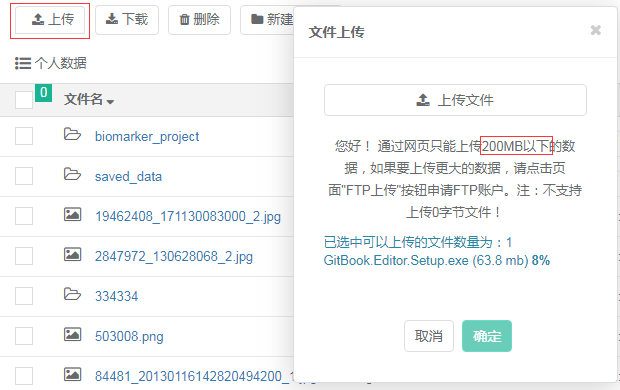 上传
下载
删除
新建
个人数据
0
文件名
biomarker_project
saved_data
19462408_171130083000_2.jpg
2847972_130628068_2.jpg
334334
503008.png
84481_20130116142820494200_1
文件上传
上传文件
您好！ 通过网页只能上传200MB以下的数
据，如果要上传更大的数据，请点击页
面"FTP上传"按钮申请FTP账户。注：不支持
上传0字节文件！
已选中可以上传的文件数量为：1
GitBook.Editor.Setup.exe (63.8 mb) 8%
取消
确定